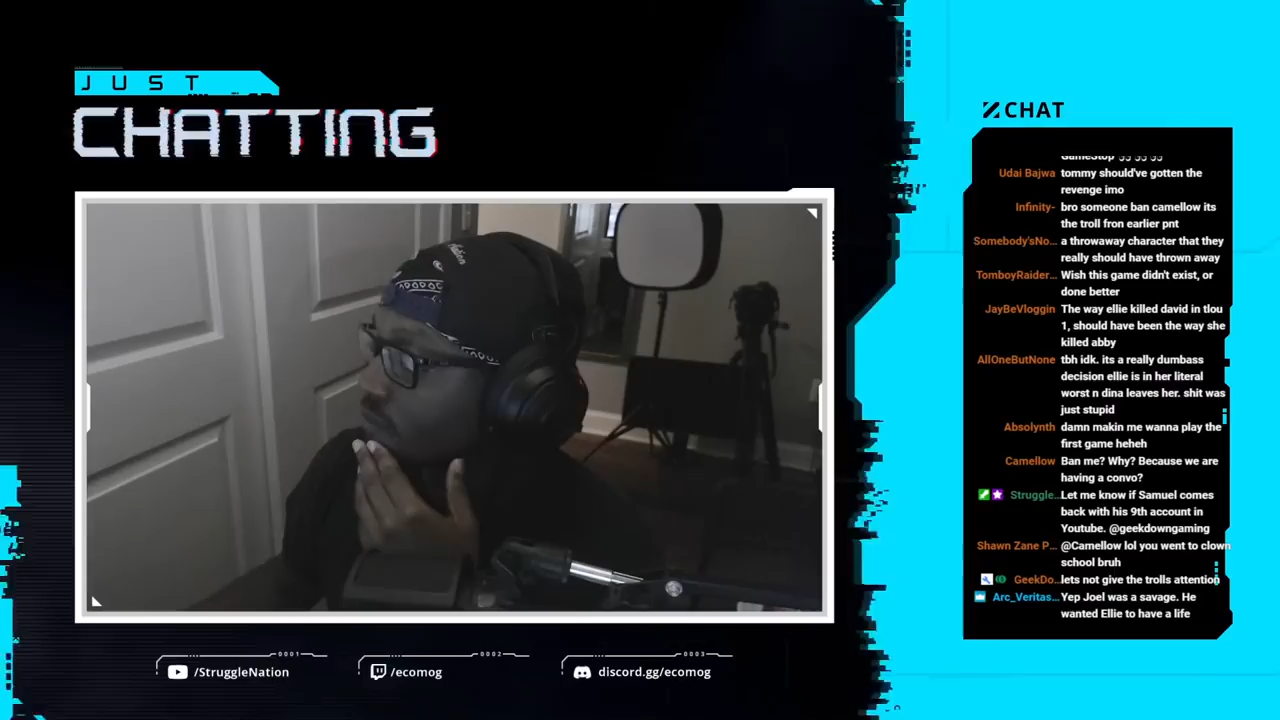 JUST
CHATTING
CHAT
GameStop
Udai Bajwa tommy should've gotten the
revenge imo
Infinity- bro someone ban camellow its
the troll fron earlier pnt
Somebody'sNo... a throwaway character that they
really should have thrown away
TomboyRaider... Wish this game didn't exist, or
done better
JayBeVloggin The way ellie killed david in tlou
1, should have been the way she
killed abby
AllOneButNone tbh idk. its a really dumbass
decision ellie is in her literal
worst n dina leaves her. shit was
just stupid
Absolynth damn makin me wanna play the
first game heheh
Camellow Ban me? Why? Because we are
having a convo?
Struggle... Let me know if Samuel comes
back with his 9th account in
Youtube. @geekdowngaming
Shawn Zane P... @Camellow lol you went to clown
school bruh
GeekDo... lets not give the trolls attention
Arc_Veritas... Yep Joel was a savage. He
wanted Ellie to have a life
0001
/StruggleNation
0002
/ecomog
0003
discord.gg/ecomog